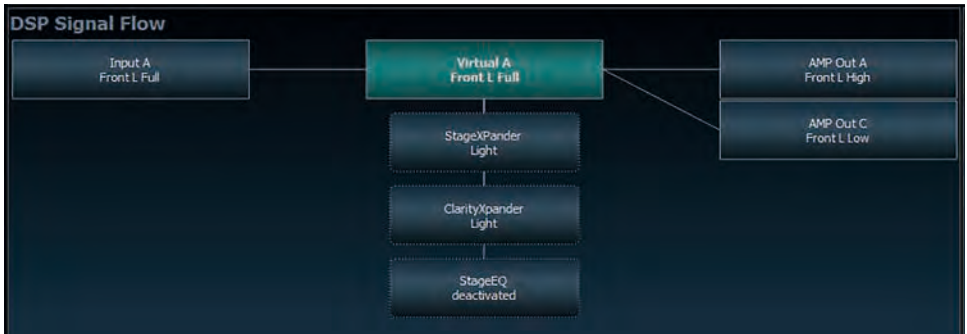 DSP Signal Flow
Input A
Front L Full
Virtual A
Front L Full
AMP Out A
Front L High
AMP Out C
Front L Low
StageXPander
Light
ClarityXpander
Light
StageEQ
deactivated